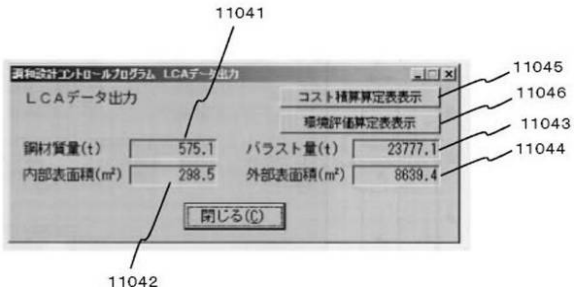 11041
調和設計コントロールプログラム LCAデータ出力
LCAデータ出力
コスト積算算定表表示
11045
環境評価算定表表示
11046
鋼材質量(t) 575.1 バラスト量(t) 23777.1
11043
内部表面積(㎡) 298.5 外部表面積(㎡) 8639.4
11044
閉じる(C)
11042